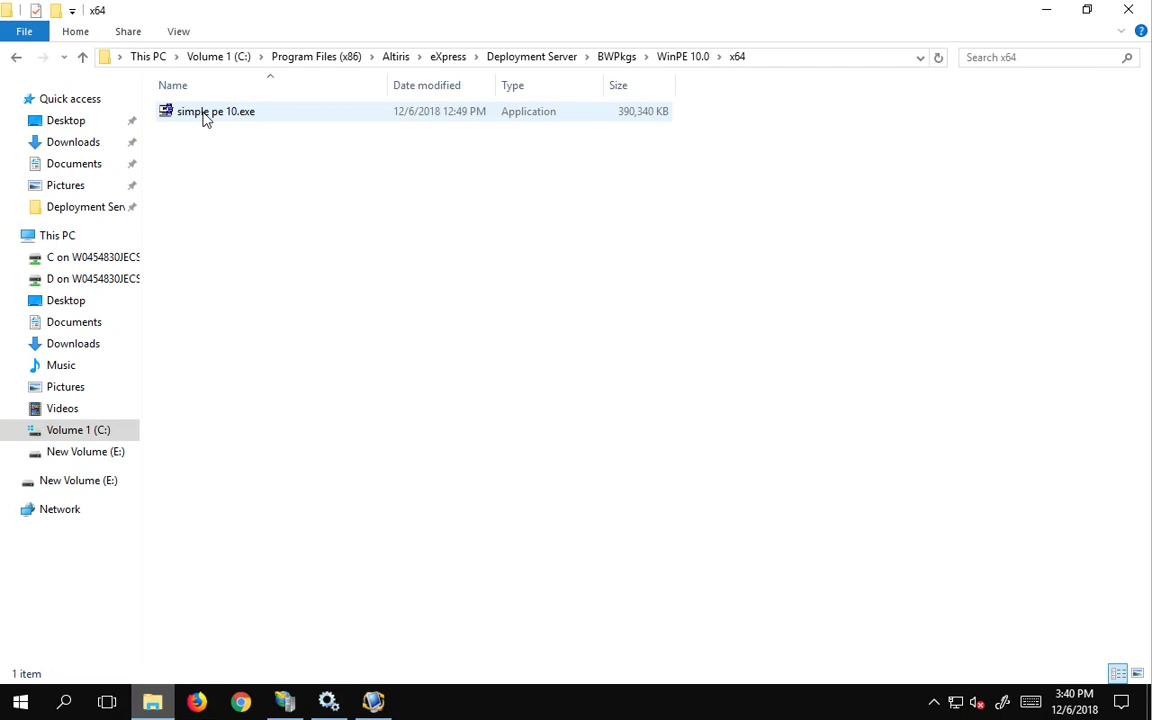 x64
File Home Share View
This PC Volume 1 (C:) Program Files (x86) Altiris eXpress Deployment Server BWPkgs WinPE 10.0 x64 Search x64
Name Date modified Type Size
simple pe 10.exe 12/6/2018 12:49 PM Application 390,340 KB
Quick access
Desktop
Downloads
Documents
Pictures
Deployment Ser
This PC
C on W0454830JECS
D on W0454830JECS
Desktop
Documents
Downloads
Music
Pictures
Videos
Volume 1 (C:)
New Volume (E:)
New Volume (E:)
Network
1 item
3:40 PM
12/6/2018